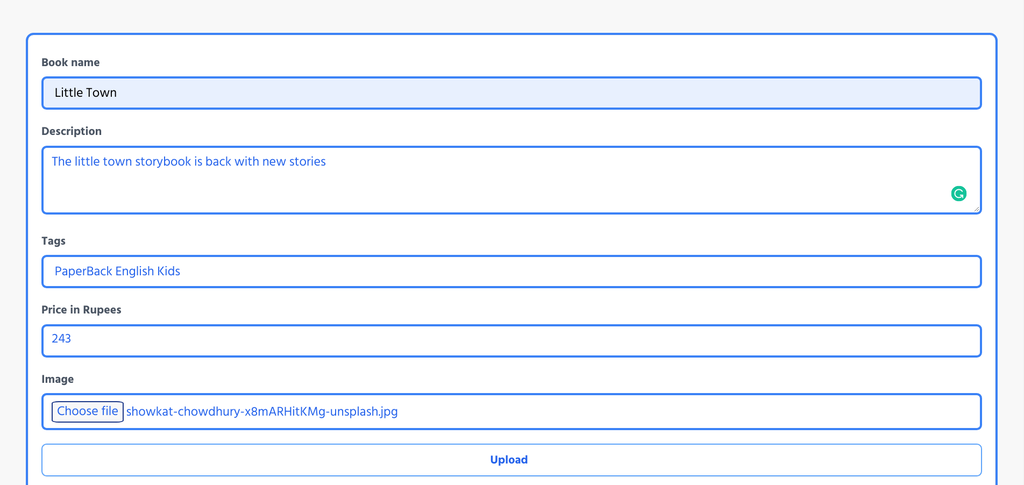 Book name
Little Town
Description
The little town storybook is back with new stories
Tags
PaperBack English Kids
Price in Rupees
243
Image
Choose file showkat-chowdhury-x8mARHitKMg-unsplash.jpg
Upload